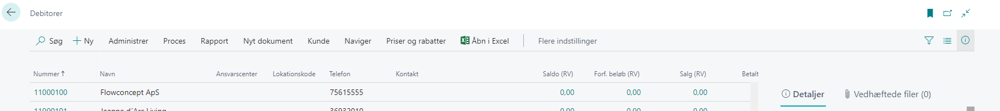 Debitorer
Søg Ny Administrer Proces Rapport Nyt dokument Kunde Naviger Priser og rabatter Åbn i Excel Flere indstillinger
Nummer ↑ Navn Ansvarscenter Lokationskode Telefon Kontakt Saldo (RV) Forf. beløb (RV) Salg (RV) Betalt
11000100 Flowconcept ApS 75615555 0,00 0,00 0,00
Detaljer Vedhæftede filer (0)
11000101 Jeanne d´Arc Living 36932010 0,00 0,00 0,00